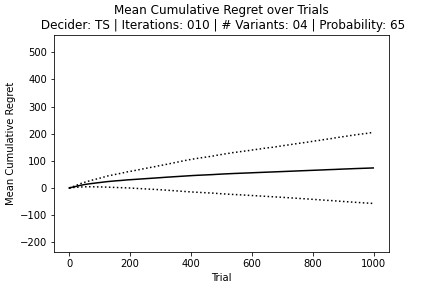 Mean Cumulative Regret over Trials
Decider: TS | Iterations: 010 | # Variants: 04 | Probability: 65
500
400
300
200
100
0
−100
−200
Mean Cumulative Regret
0 200 400 600 800 1000
Trial